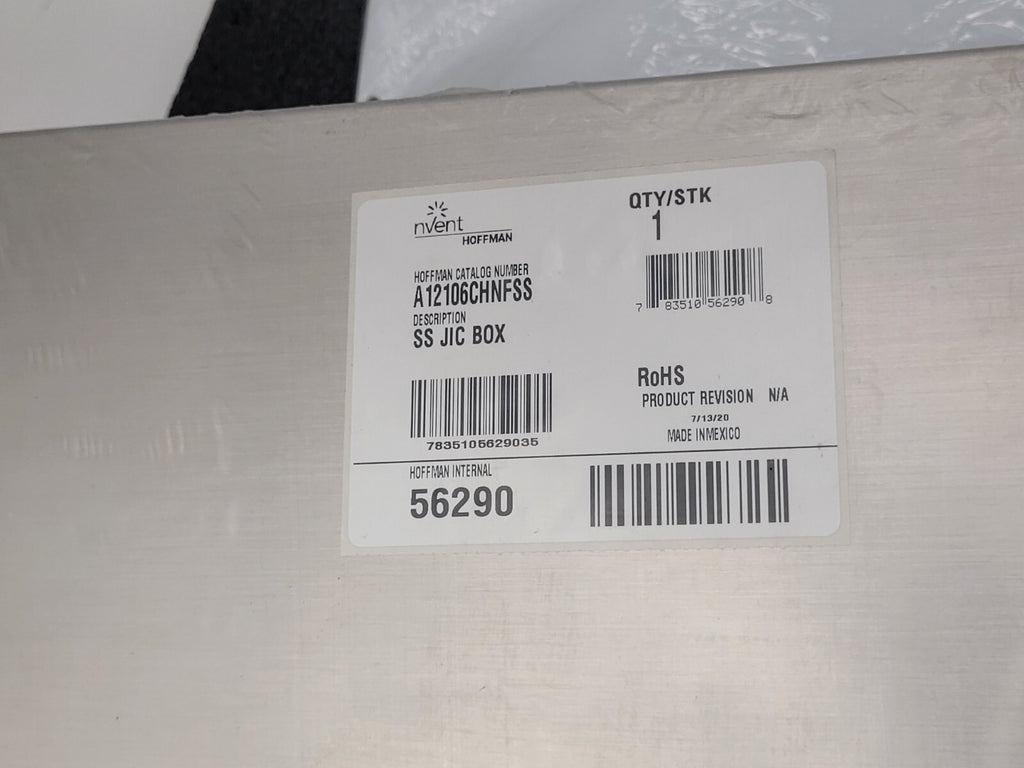 nvent
HOFFMAN
QTY/STK
1
HOFFMAN CATALOG NUMBER
A12106CHNFSS
DESCRIPTION
SS JIC BOX
7 83510 56290 8
7835105629035
RoHS
PRODUCT REVISION N/A
7/13/20
MADE IN MEXICO
HOFFMAN INTERNAL
56290